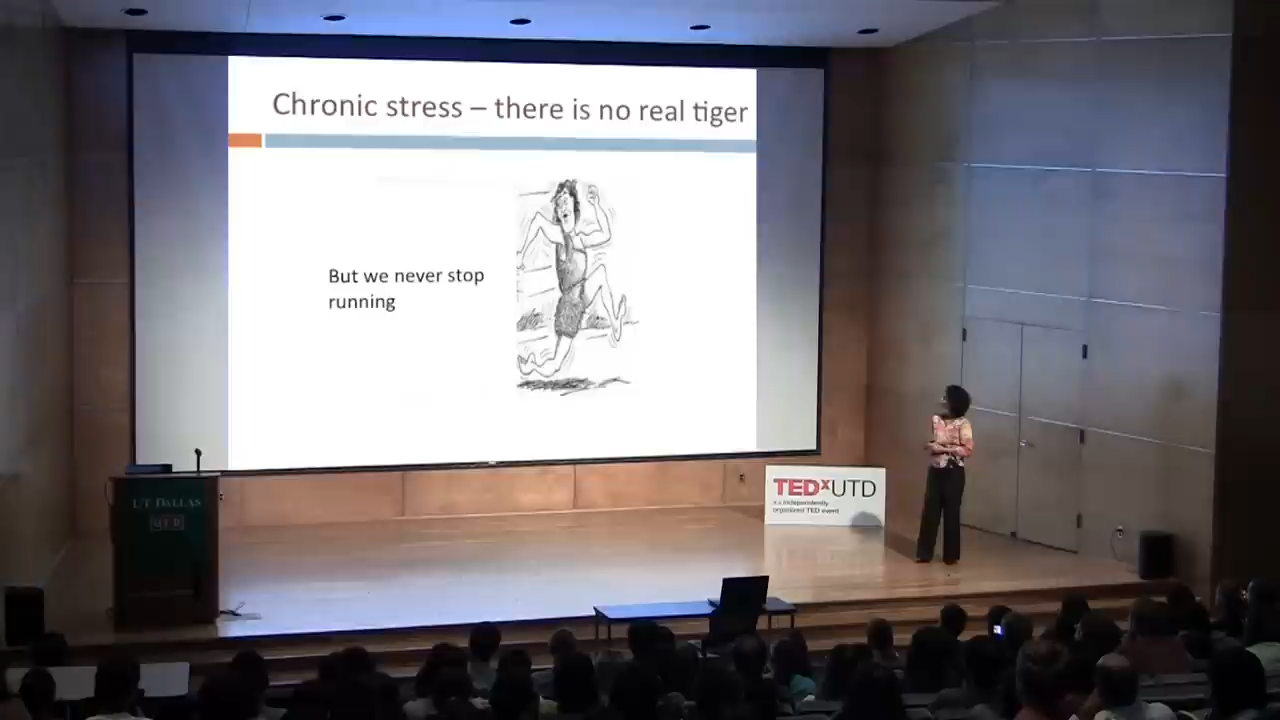 Chronic stress – there is no real tiger
But we never stop
running
UT DALLAS
UTD
TEDxUTD
x = independently
organized TED event